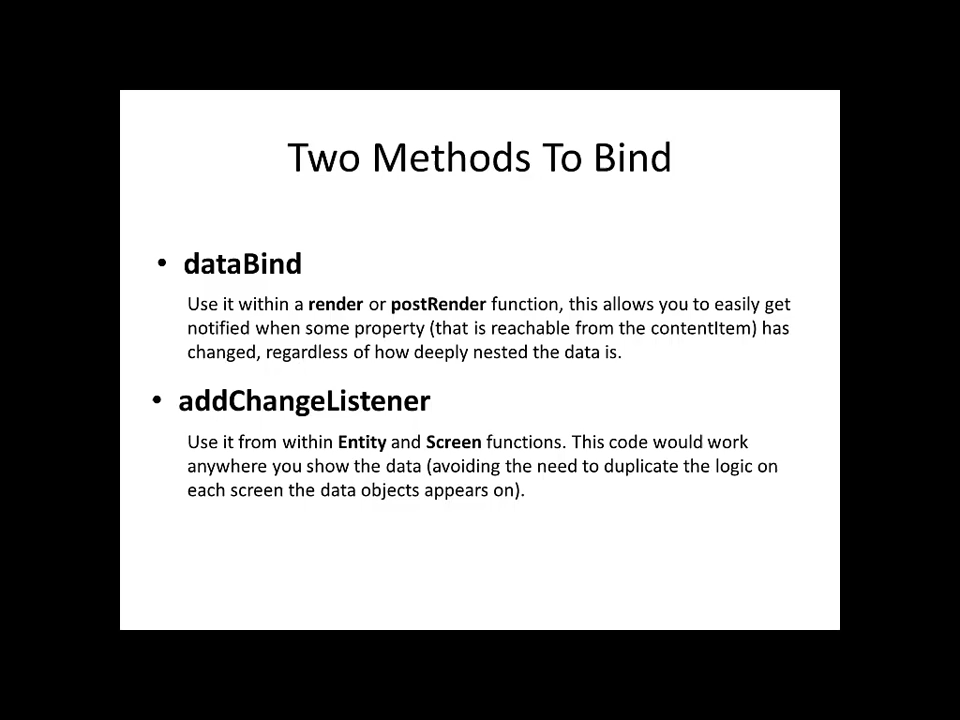 Two Methods To Bind
• dataBind
Use it within a render or postRender function, this allows you to easily get
notified when some property (that is reachable from the contentItem) has
changed, regardless of how deeply nested the data is.
• addChangeListener
Use it from within Entity and Screen functions. This code would work
anywhere you show the data (avoiding the need to duplicate the logic on
each screen the data objects appears on).